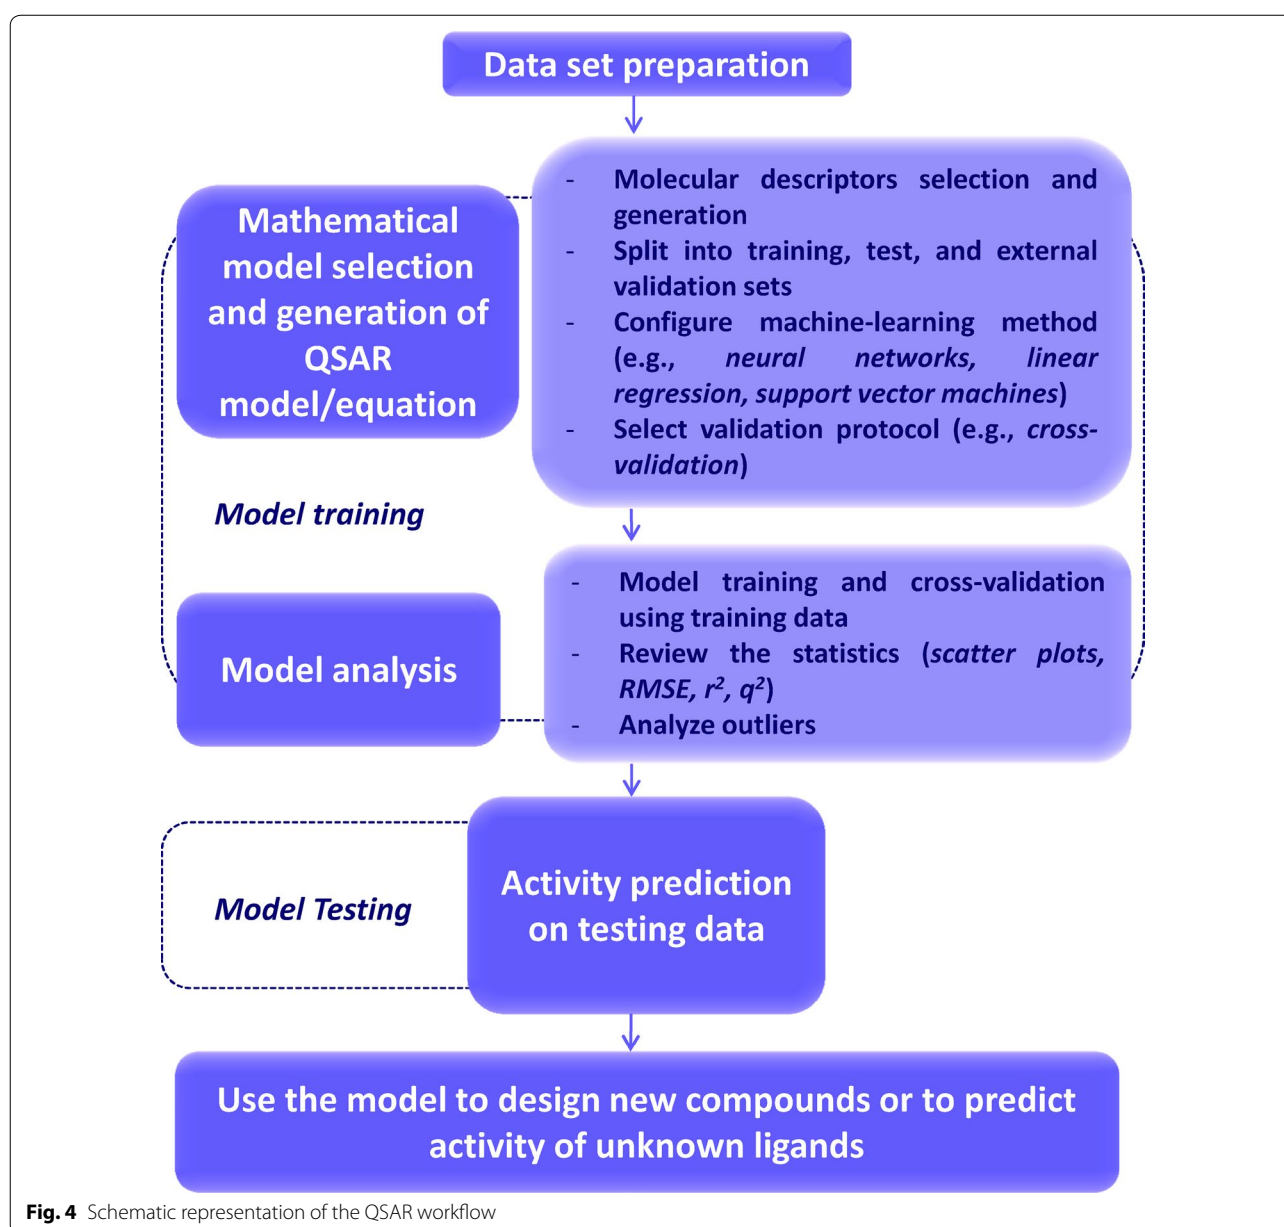 Data set preparation
Mathematical
model selection
and generation of
QSAR
model/equation
- Molecular descriptors selection and
generation
- Split into training, test, and external
validation sets
- Configure machine-learning method
(e.g., neural networks, linear
regression, support vector machines)
- Select validation protocol (e.g., cross-
validation)
Model training
Model analysis
- Model training and cross-validation
using training data
- Review the statistics (scatter plots,
RMSE, r², q²)
- Analyze outliers
Activity prediction
on testing data
Model Testing
Use the model to design new compounds or to predict
activity of unknown ligands
Fig. 4 Schematic representation of the QSAR workflow